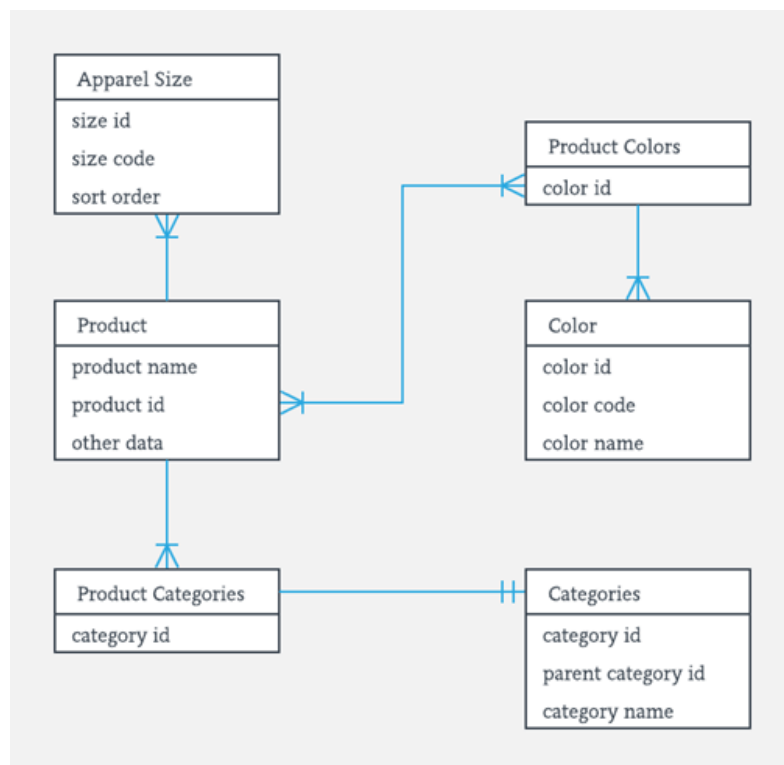 Apparel Size
size id
size code
sort order
Product Colors
color id
Product
product name
product id
other data
Color
color id
color code
color name
Product Categories
category id
Categories
category id
parent category id
category name